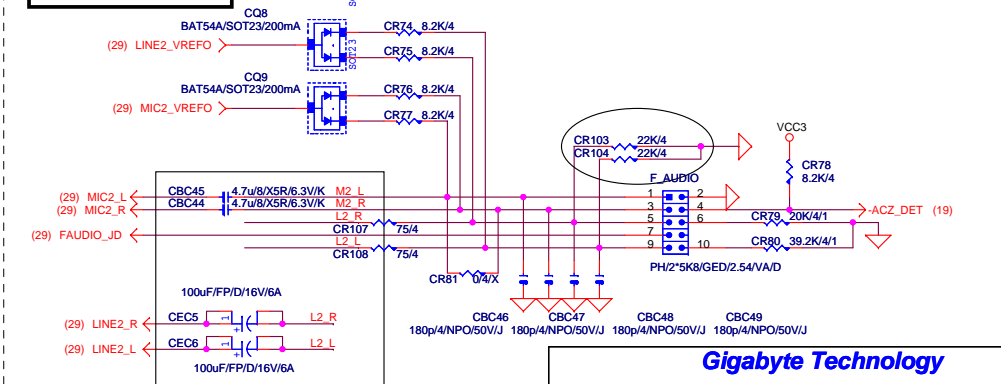 CQ8
BAT54A/SOT23/200mA
(29) LINE2_VREFO
SOT23
CR74 8.2K/4
CR75 8.2K/4
CQ9
BAT54A/SOT23/200mA
(29) MIC2_VREFO
CR76 8.2K/4
CR77 8.2K/4
CR103 22K/4
CR104 22K/4
VCC3
CR78
8.2K/4
F_AUDIO
(29) MIC2_L CBC45 4.7u/8/X5R/6.3V/K M2_L 1 2
(29) MIC2_R CBC44 4.7u/8/X5R/6.3V/K M2_R 3 4 -ACZ_DET (19)
L2_R 5 6 CR79 20K/4/1
CR107 75/4
(29) FAUDIO_JD 7
L2_L 9 10 CR80 39.2K/4/1
CR108 75/4
PH/2*5K8/GED/2.54/VA/D
CR81 0/4/X
100uF/FP/D/16V/6A
(29) LINE2_R CEC5 1 + L2_R
(29) LINE2_L CEC6 1 + L2_L
100uF/FP/D/16V/6A
CBC46 CBC47 CBC48 CBC49
180p/4/NPO/50V/J 180p/4/NPO/50V/J 180p/4/NPO/50V/J 180p/4/NPO/50V/J
Gigabyte Technology